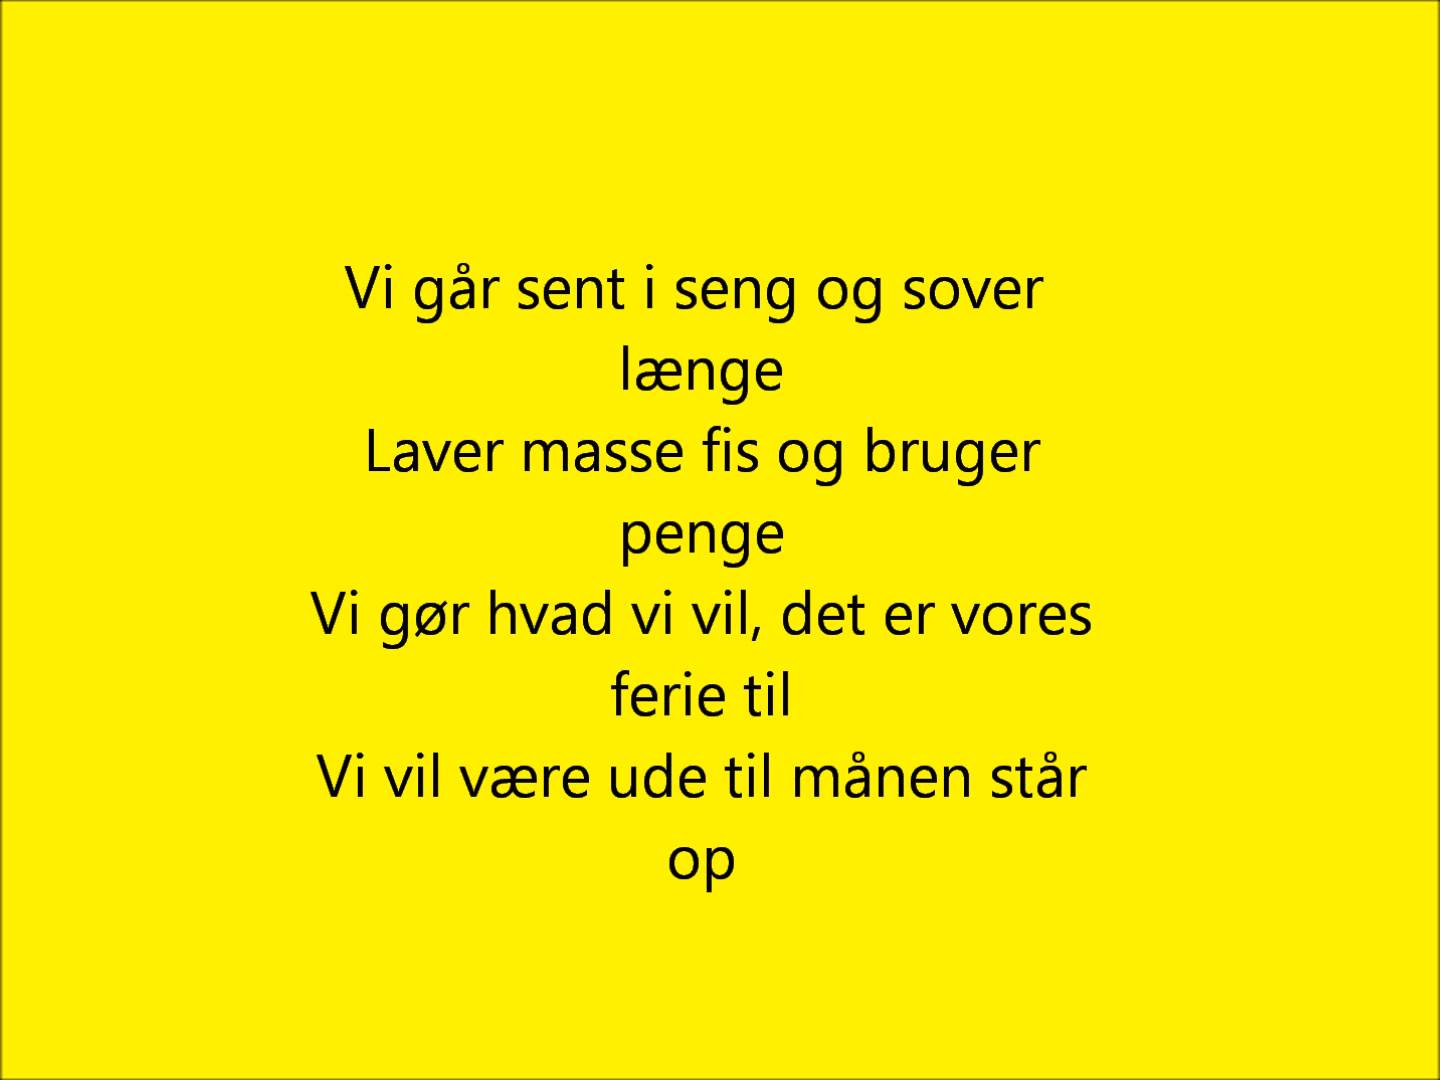 Vi går sent i seng og sover
længe
Laver masse fis og bruger
penge
Vi gør hvad vi vil, det er vores
ferie til
Vi vil være ude til månen står
op